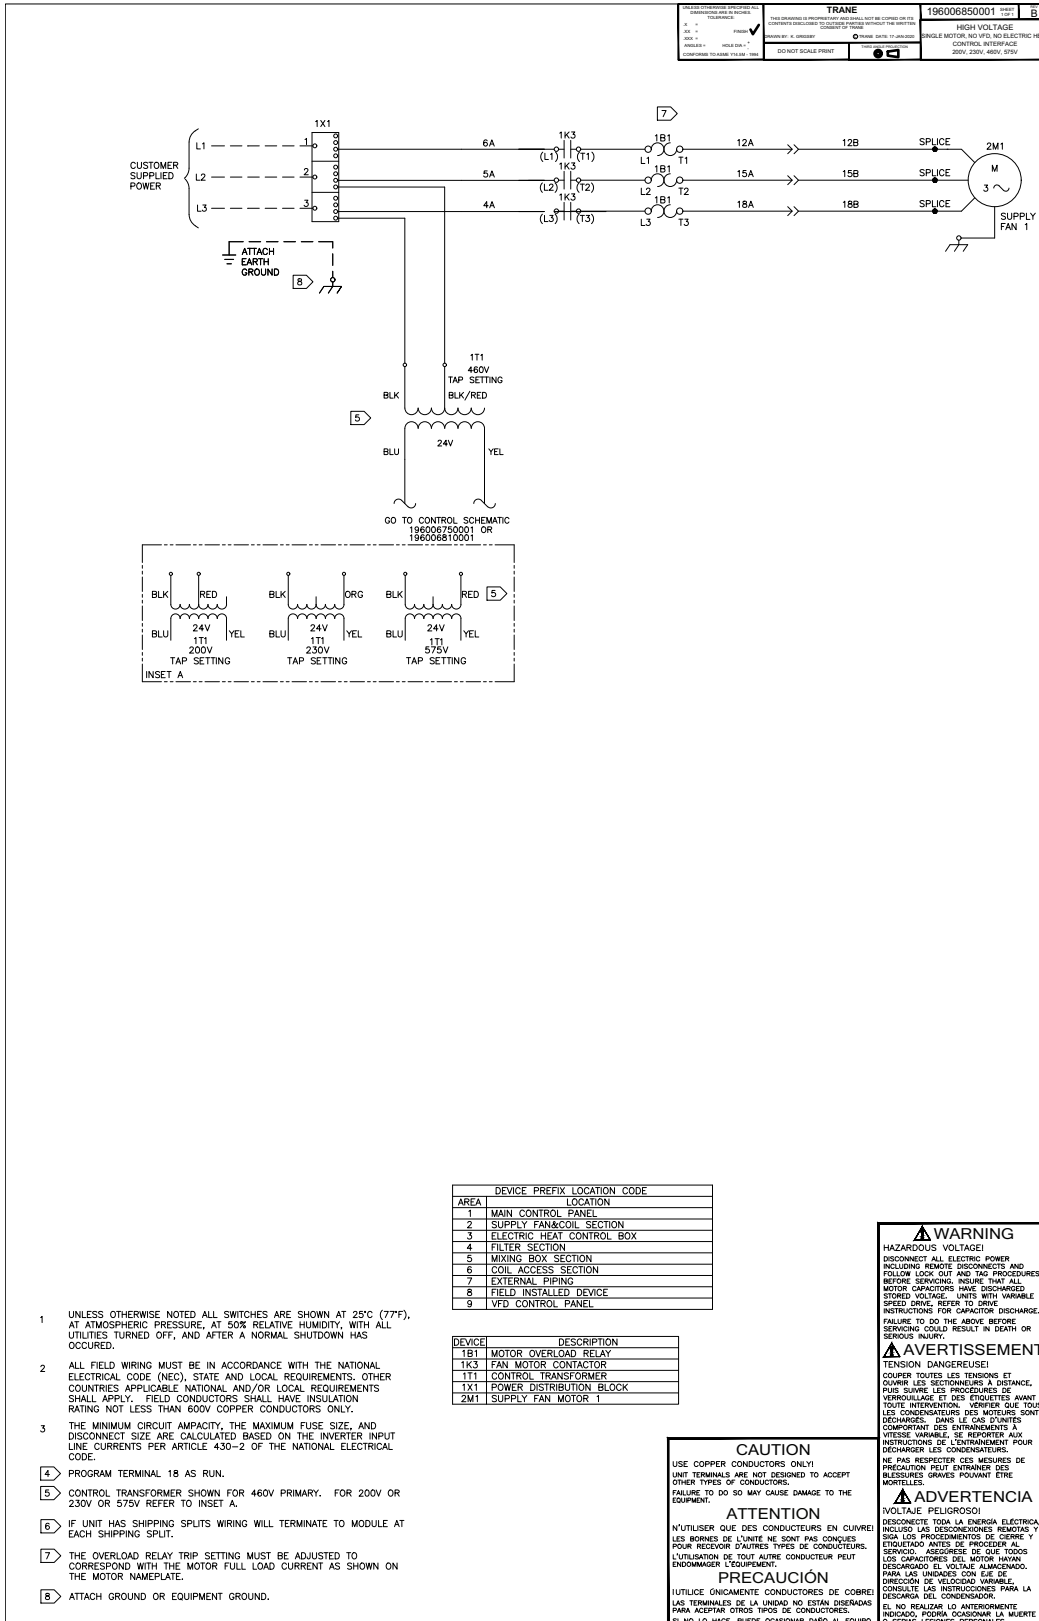 UNLESS OTHERWISE SPECIFIED ALL
DIMENSIONS ARE IN INCHES.
TOLERANCE:
.X =
.XX = FINISH
.XXX =
ANGLES = HOLE DIA =
CONFORMS TO ASME Y14.5M - 1994
TRANE
THIS DRAWING IS PROPRIETARY AND SHALL NOT BE COPIED OR ITS
CONTENTS DISCLOSED TO OUTSIDE PARTIES WITHOUT THE WRITTEN
CONSENT OF TRANE
DRAWN BY: K. GRIGSBY TRANE DATE: 17-JAN-2020
DO NOT SCALE PRINT
THIRD ANGLE PROJECTION
196006850001 SHEET 1 OF 1 B
HIGH VOLTAGE
SINGLE MOTOR, NO VFD, NO ELECTRIC HE
CONTROL INTERFACE
200V, 230V, 460V, 575V
7
CUSTOMER
SUPPLIED
POWER
L1
L2
L3
1X1
1
2
3
6A
5A
4A
1K3
(L1) (T1)
1K3
(L2) (T2)
1K3
(L3) (T3)
1B1
L1 T1
1B1
L2 T2
1B1
L3 T3
12A
15A
18A
12B
15B
18B
SPLICE
SPLICE
SPLICE
2M1
M
3
SUPPLY
FAN 1
ATTACH
EARTH
GROUND
8
1T1
460V
TAP SETTING
BLK
BLK/RED
5
24V
BLU
YEL
GO TO CONTROL SCHEMATIC
196006750001 OR
196006810001
BLK RED
24V
BLU YEL
1T1
200V
TAP SETTING
BLK ORG
24V
BLU YEL
1T1
230V
TAP SETTING
BLK RED
5
24V
BLU YEL
1T1
575V
TAP SETTING
INSET A
DEVICE PREFIX LOCATION CODE
AREA LOCATION
1 MAIN CONTROL PANEL
2 SUPPLY FAN&COIL SECTION
3 ELECTRIC HEAT CONTROL BOX
4 FILTER SECTION
5 MIXING BOX SECTION
6 COIL ACCESS SECTION
7 EXTERNAL PIPING
8 FIELD INSTALLED DEVICE
9 VFD CONTROL PANEL
DEVICE DESCRIPTION
1B1 MOTOR OVERLOAD RELAY
1K3 FAN MOTOR CONTACTOR
1T1 CONTROL TRANSFORMER
1X1 POWER DISTRIBUTION BLOCK
2M1 SUPPLY FAN MOTOR 1
1 UNLESS OTHERWISE NOTED ALL SWITCHES ARE SHOWN AT 25°C (77°F),
AT ATMOSPHERIC PRESSURE, AT 50% RELATIVE HUMIDITY, WITH ALL
UTILITIES TURNED OFF, AND AFTER A NORMAL SHUTDOWN HAS
OCCURED.
2 ALL FIELD WIRING MUST BE IN ACCORDANCE WITH THE NATIONAL
ELECTRICAL CODE (NEC), STATE AND LOCAL REQUIREMENTS. OTHER
COUNTRIES APPLICABLE NATIONAL AND/OR LOCAL REQUIREMENTS
SHALL APPLY. FIELD CONDUCTORS SHALL HAVE INSULATION
RATING NOT LESS THAN 600V COPPER CONDUCTORS ONLY.
3 THE MINIMUM CIRCUIT AMPACITY, THE MAXIMUM FUSE SIZE, AND
DISCONNECT SIZE ARE CALCULATED BASED ON THE INVERTER INPUT
LINE CURRENTS PER ARTICLE 430-2 OF THE NATIONAL ELECTRICAL
CODE.
4 PROGRAM TERMINAL 18 AS RUN.
5 CONTROL TRANSFORMER SHOWN FOR 460V PRIMARY. FOR 200V OR
230V OR 575V REFER TO INSET A.
6 IF UNIT HAS SHIPPING SPLITS WIRING WILL TERMINATE TO MODULE AT
EACH SHIPPING SPLIT.
7 THE OVERLOAD RELAY TRIP SETTING MUST BE ADJUSTED TO
CORRESPOND WITH THE MOTOR FULL LOAD CURRENT AS SHOWN ON
THE MOTOR NAMEPLATE.
8 ATTACH GROUND OR EQUIPMENT GROUND.
CAUTION
USE COPPER CONDUCTORS ONLY!
UNIT TERMINALS ARE NOT DESIGNED TO ACCEPT
OTHER TYPES OF CONDUCTORS.
FAILURE TO DO SO MAY CAUSE DAMAGE TO THE
EQUIPMENT.
ATTENTION
N'UTILISER QUE DES CONDUCTEURS EN CUIVRE!
LES BORNES DE L'UNITÉ NE SONT PAS CONÇUES
POUR RECEVOIR D'AUTRES TYPES DE CONDUCTEURS.
L'UTILISATION DE TOUT AUTRE CONDUCTEUR PEUT
ENDOMMAGER L'ÉQUIPEMENT.
PRECAUCIÓN
¡UTILICE ÚNICAMENTE CONDUCTORES DE COBRE!
LAS TERMINALES DE LA UNIDAD NO ESTÁN DISEÑADAS
PARA ACEPTAR OTROS TIPOS DE CONDUCTORES.
SI NO LO HACE, PUEDE OCASIONAR DAÑO AL EQUIPO
WARNING
HAZARDOUS VOLTAGE!
DISCONNECT ALL ELECTRIC POWER
INCLUDING REMOTE DISCONNECTS AND
FOLLOW LOCK OUT AND TAG PROCEDURES
BEFORE SERVICING. INSURE THAT ALL
MOTOR CAPACITORS HAVE DISCHARGED
STORED VOLTAGE. UNITS WITH VARIABLE
SPEED DRIVE, REFER TO DRIVE
INSTRUCTIONS FOR CAPACITOR DISCHARGE.
FAILURE TO DO THE ABOVE BEFORE
SERVICING COULD RESULT IN DEATH OR
SERIOUS INJURY.
AVERTISSEMENT
TENSION DANGEREUSE!
COUPER TOUTES LES TENSIONS ET
OUVRIR LES SECTIONNEURS À DISTANCE,
PUIS SUIVRE LES PROCÉDURES DE
VERROUILLAGE ET DES ÉTIQUETTES AVANT
TOUTE INTERVENTION. VÉRIFIER QUE TOUS
LES CONDENSATEURS DES MOTEURS SONT
DÉCHARGÉS. DANS LE CAS D'UNITÉS
COMPORTANT DES ENTRAÎNEMENTS À
VITESSE VARIABLE, SE REPORTER AUX
INSTRUCTIONS DE L'ENTRAÎNEMENT POUR
DÉCHARGER LES CONDENSATEURS.
NE PAS RESPECTER CES MESURES DE
PRÉCAUTION PEUT ENTRAÎNER DES
BLESSURES GRAVES POUVANT ÊTRE
MORTELLES.
ADVERTENCIA
¡VOLTAJE PELIGROSO!
DESCONECTE TODA LA ENERGÍA ELÉCTRICA,
INCLUSO LAS DESCONEXIONES REMOTAS Y
SIGA LOS PROCEDIMIENTOS DE CIERRE Y
ETIQUETADO ANTES DE PROCEDER AL
SERVICIO. ASEGÚRESE DE QUE TODOS
LOS CAPACITORES DEL MOTOR HAYAN
DESCARGADO EL VOLTAJE ALMACENADO.
PARA LAS UNIDADES CON EJE DE
DIRECCIÓN DE VELOCIDAD VARIABLE,
CONSULTE LAS INSTRUCCIONES PARA LA
DESCARGA DEL CONDENSADOR.
EL NO REALIZAR LO ANTERIORMENTE
INDICADO, PODRÍA OCASIONAR LA MUERTE
O SERIAS LESIONES PERSONALES